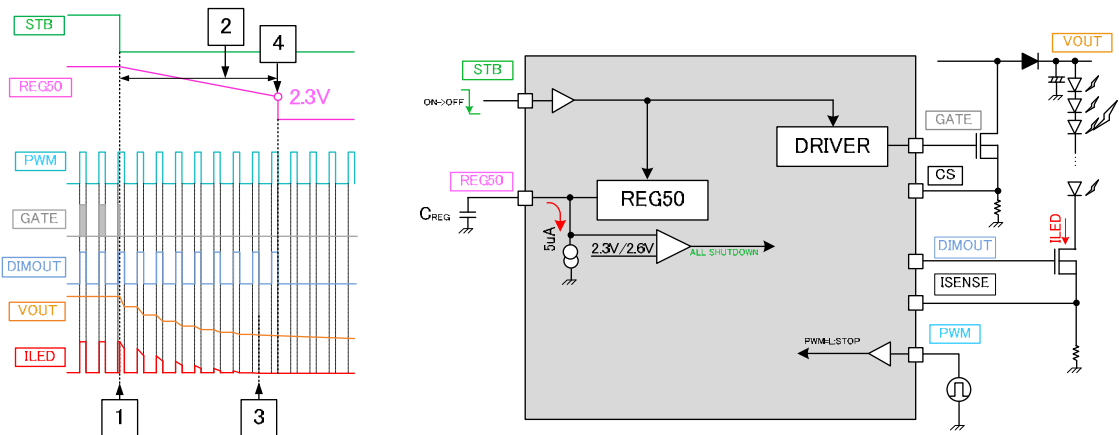 STB
2
4
REG50
2.3V
PWM
GATE
DIMOUT
VOUT
ILED
1
3
STB
ON->OFF
REG50
CREG
5uA
REG50
2.3V/2.6V
ALL SHUTDOWN
DRIVER
VOUT
GATE
CS
ILED
DIMOUT
ISENSE
PWM
PWM=L:STOP